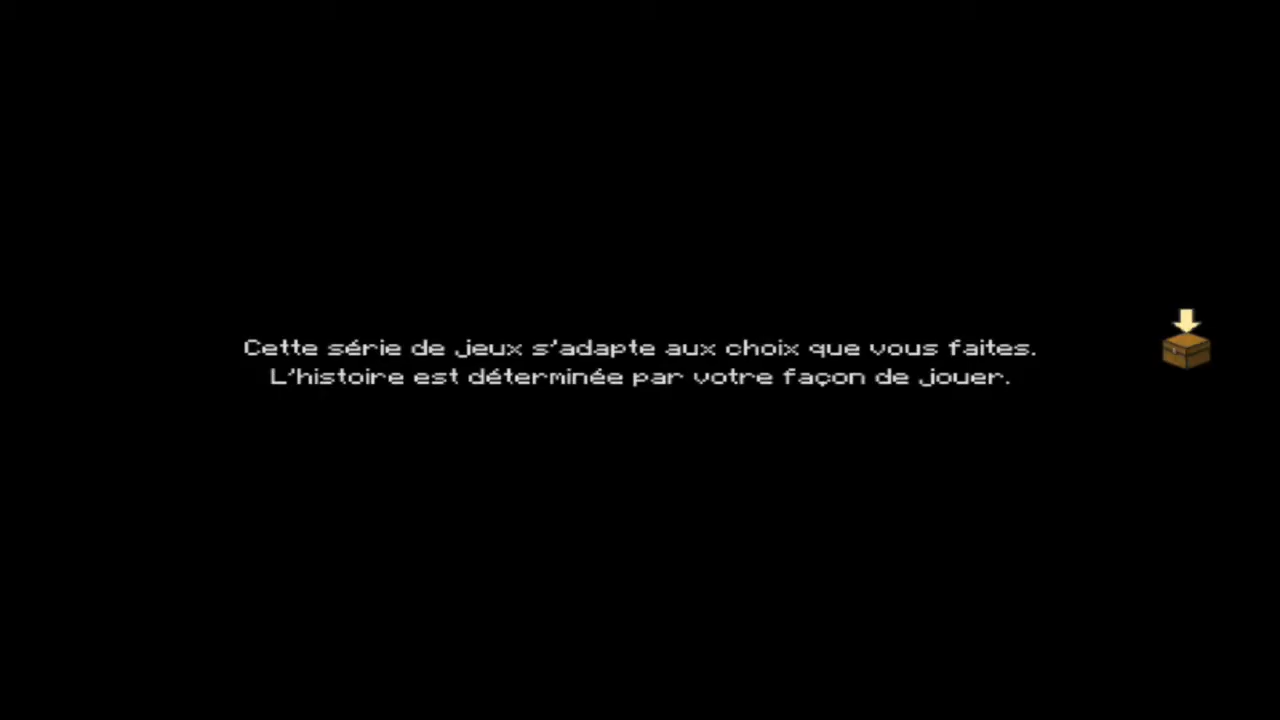 Cette série de jeux s'adapte aux choix que vous faites.
L'histoire est déterminée par votre façon de jouer.